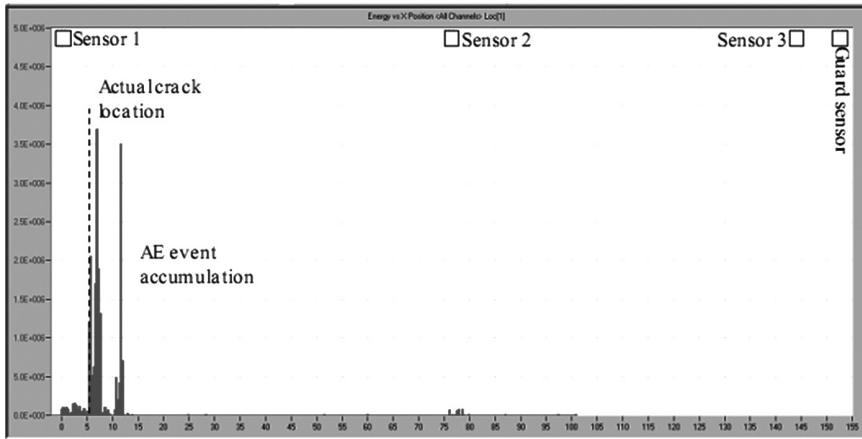 Energy vs X Position <All Channels> Loc[1]
5.0E+006
4.5E+006
4.0E+006
3.5E+006
3.0E+006
2.5E+006
2.0E+006
1.5E+006
1.0E+006
5.0E+005
0.0E+000
Sensor 1
Sensor 2
Sensor 3
Guard sensor
Actual crack
location
AE event
accumulation
0 5 10 15 20 25 30 35 40 45 50 55 60 65 70 75 80 85 90 95 100 105 110 115 120 125 130 135 140 145 150 155